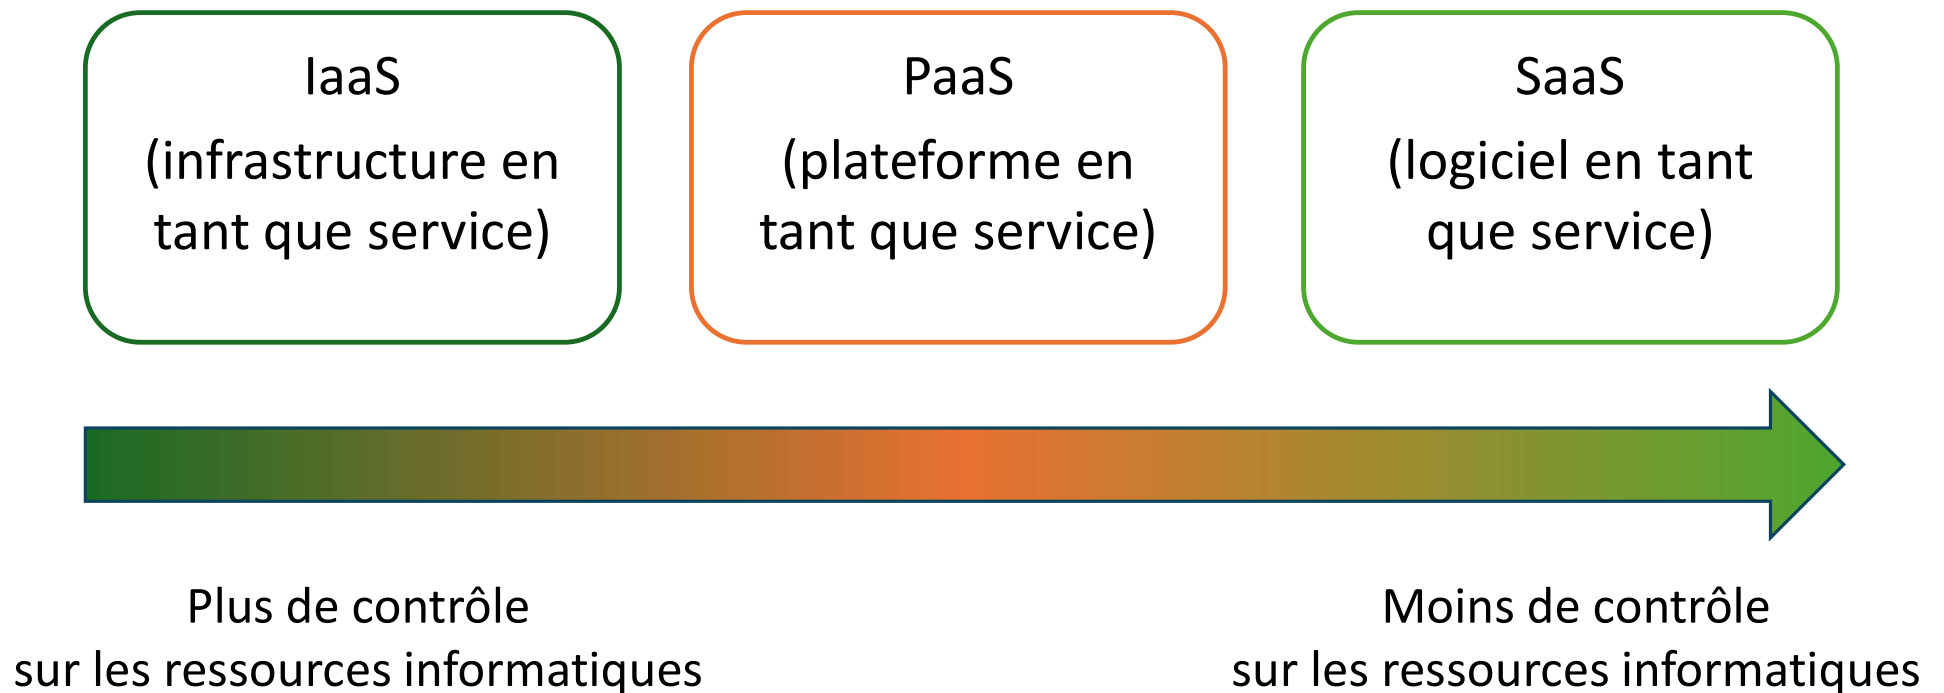 IaaS
(infrastructure en
tant que service)
PaaS
(plateforme en
tant que service)
SaaS
(logiciel en tant
que service)
Plus de contrôle
sur les ressources informatiques
Moins de contrôle
sur les ressources informatiques